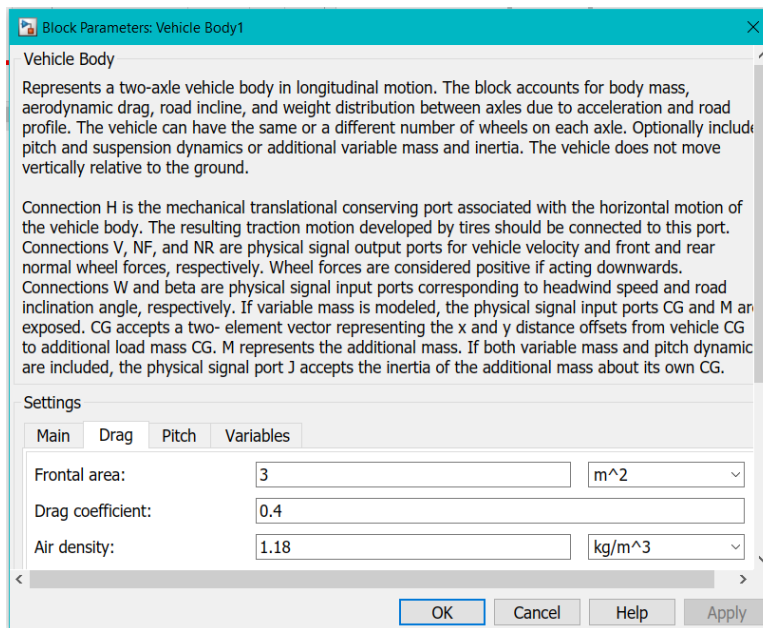 Block Parameters: Vehicle Body1
Vehicle Body
Represents a two-axle vehicle body in longitudinal motion. The block accounts for body mass,
aerodynamic drag, road incline, and weight distribution between axles due to acceleration and road
profile. The vehicle can have the same or a different number of wheels on each axle. Optionally include
pitch and suspension dynamics or additional variable mass and inertia. The vehicle does not move
vertically relative to the ground.
Connection H is the mechanical translational conserving port associated with the horizontal motion of
the vehicle body. The resulting traction motion developed by tires should be connected to this port.
Connections V, NF, and NR are physical signal output ports for vehicle velocity and front and rear
normal wheel forces, respectively. Wheel forces are considered positive if acting downwards.
Connections W and beta are physical signal input ports corresponding to headwind speed and road
inclination angle, respectively. If variable mass is modeled, the physical signal input ports CG and M are
exposed. CG accepts a two- element vector representing the x and y distance offsets from vehicle CG
to additional load mass CG. M represents the additional mass. If both variable mass and pitch dynamic
are included, the physical signal port J accepts the inertia of the additional mass about its own CG.
Settings
Main Drag Pitch Variables
Frontal area: 3 m^2
Drag coefficient: 0.4
Air density: 1.18 kg/m^3
OK Cancel Help Apply